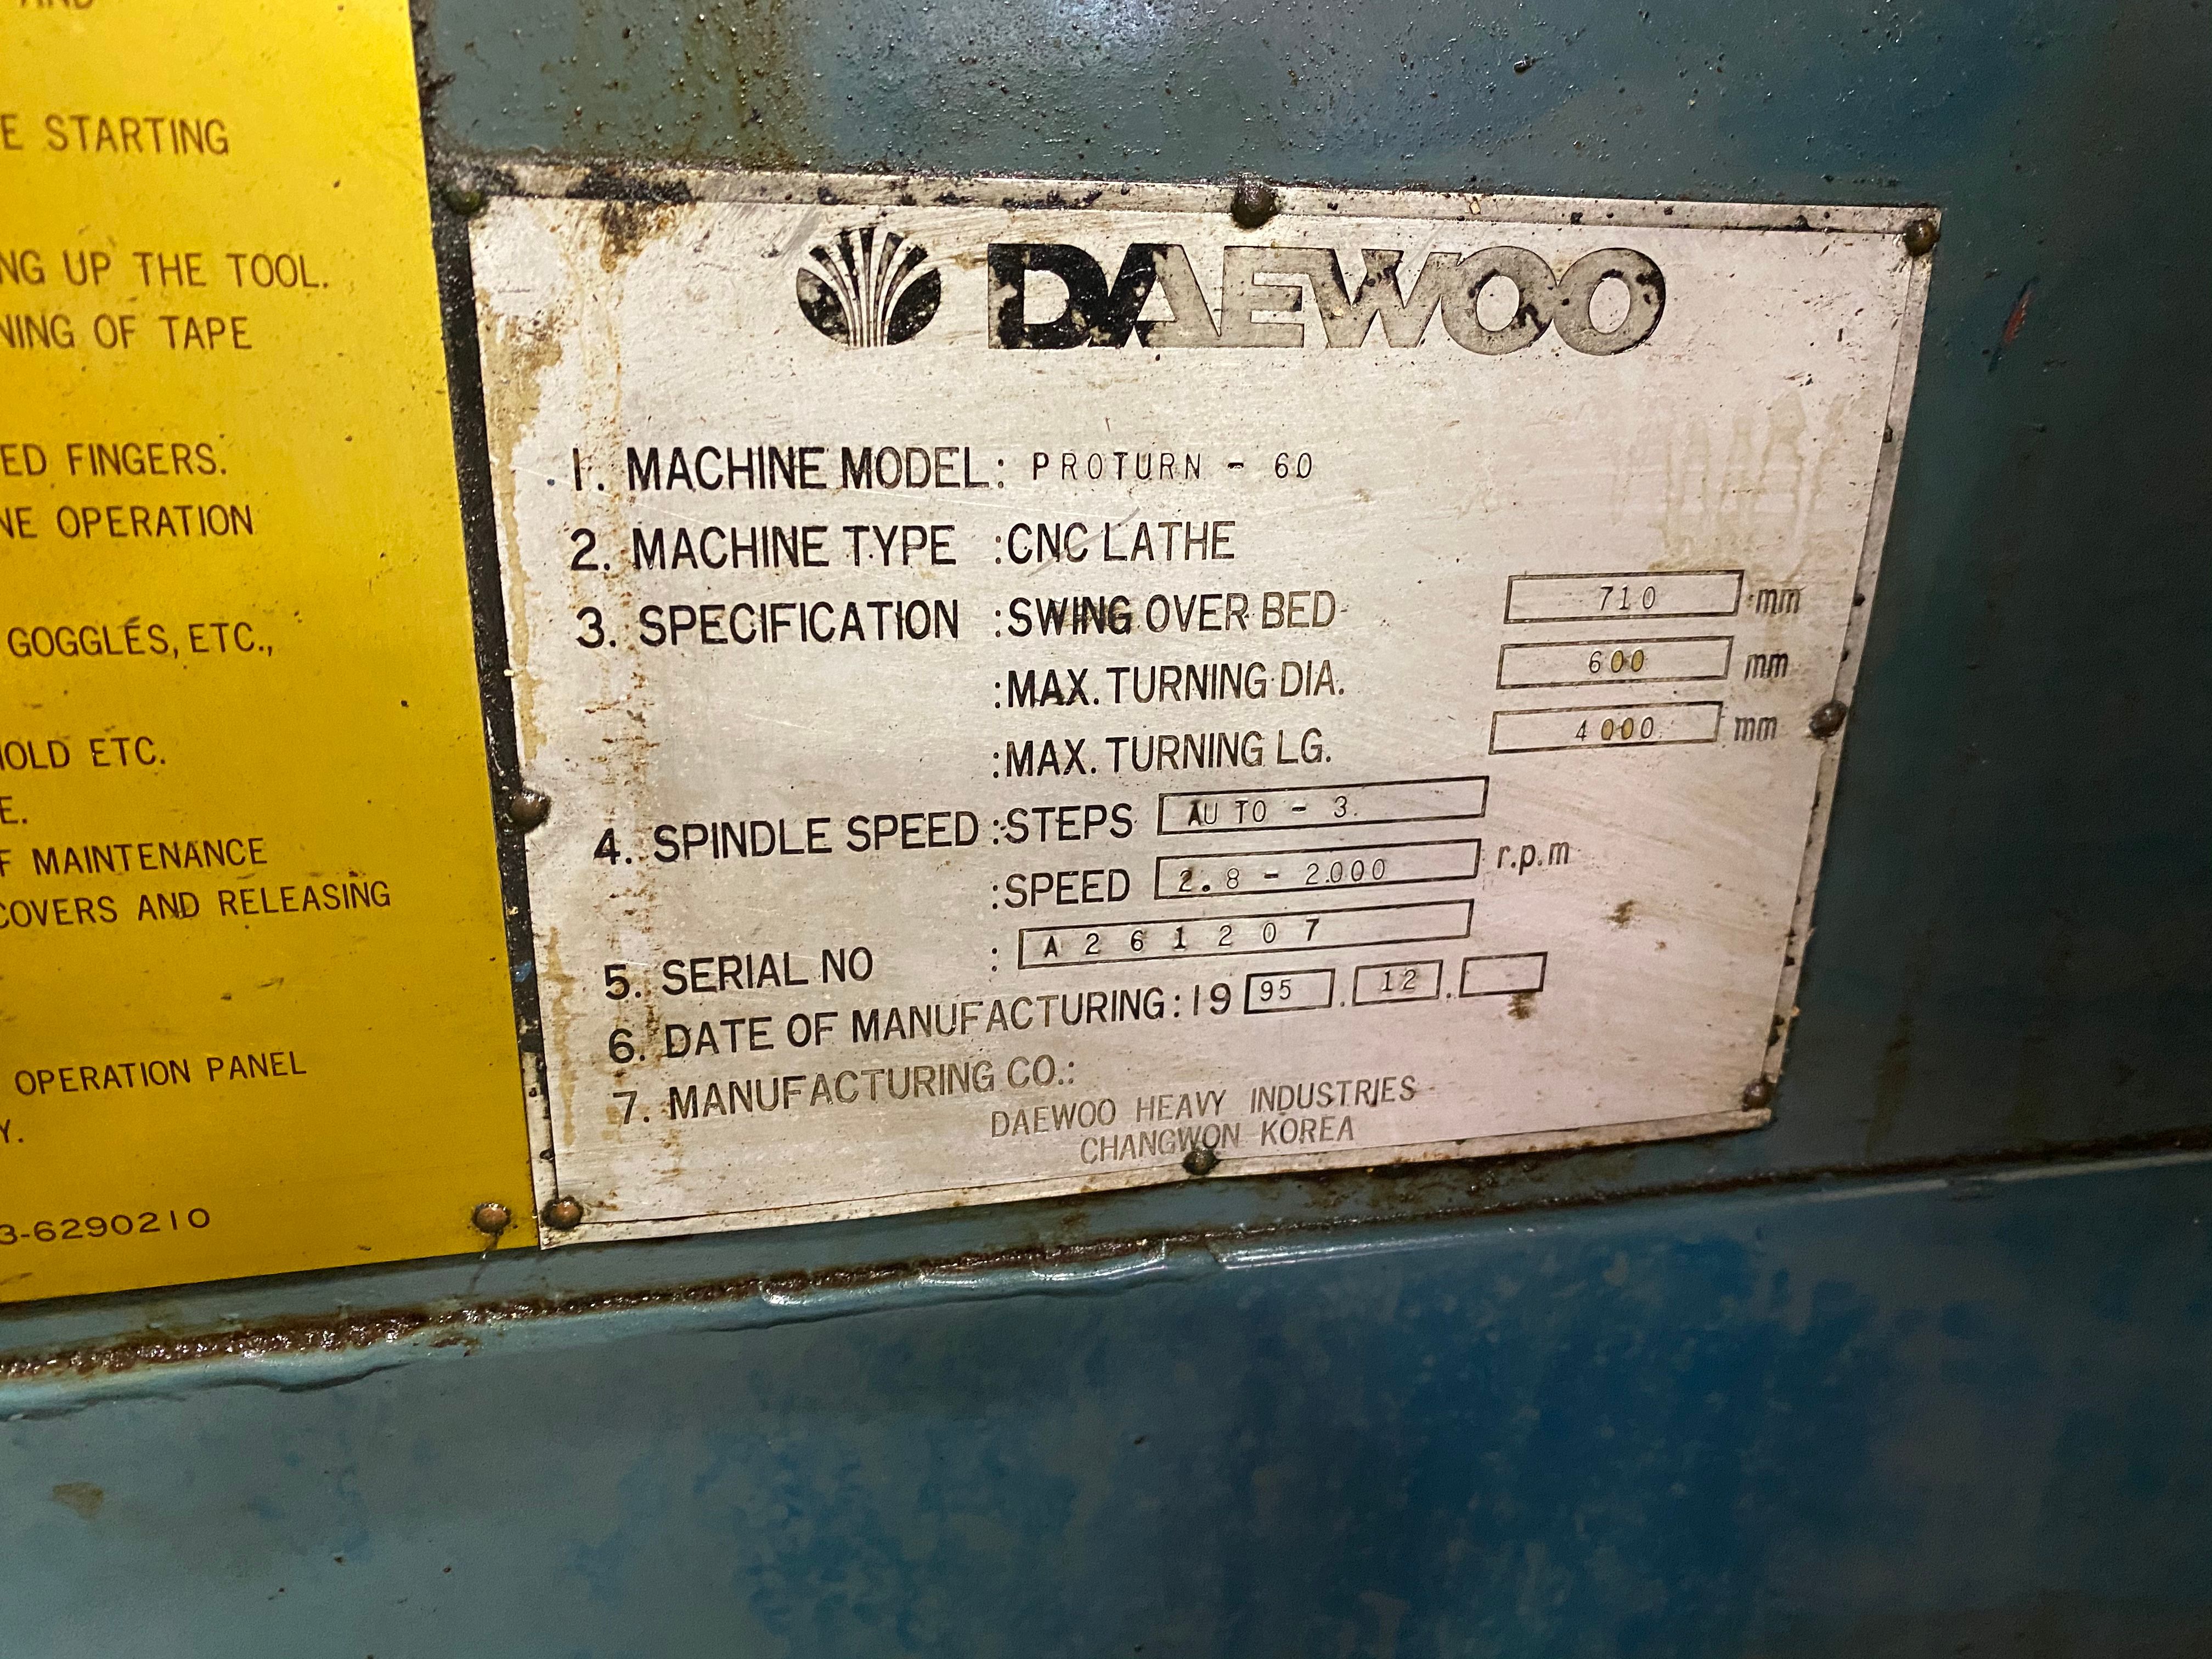 AND
E STARTING
NG UP THE TOOL.
NING OF TAPE
ED FINGERS.
NE OPERATION
GOGGLES, ETC.,
OLD ETC.
E.
F MAINTENANCE
COVERS AND RELEASING
OPERATION PANEL
Y.
3-6290210
DAEWOO
1. MACHINE MODEL: PROTURN - 60
2. MACHINE TYPE :CNC LATHE
3. SPECIFICATION :SWING OVER BED 710 mm
:MAX. TURNING DIA. 600 mm
:MAX. TURNING LG. 4000 mm
4. SPINDLE SPEED :STEPS AUTO - 3
:SPEED 2.8 - 2000 r.p.m
5. SERIAL NO : A261207
6. DATE OF MANUFACTURING: 19 95 . 12 .
7. MANUFACTURING CO.:
DAEWOO HEAVY INDUSTRIES
CHANGWON KOREA